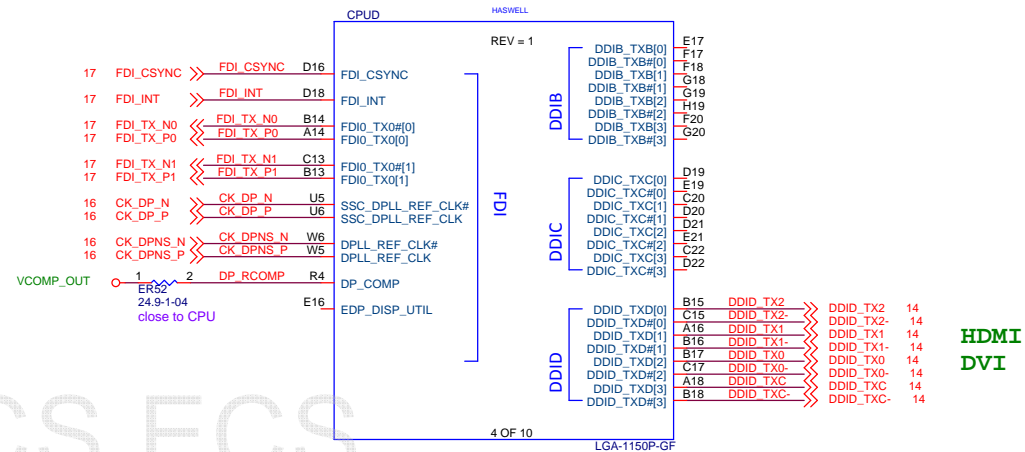 CPUD
HASWELL
REV = 1
17 FDI_CSYNC FDI_CSYNC D16 FDI_CSYNC
17 FDI_INT FDI_INT D18 FDI_INT
17 FDI_TX_N0 FDI_TX_N0 B14 FDI0_TX0#[0]
17 FDI_TX_P0 FDI_TX_P0 A14 FDI0_TX0[0]
17 FDI_TX_N1 FDI_TX_N1 C13 FDI0_TX0#[1]
17 FDI_TX_P1 FDI_TX_P1 B13 FDI0_TX0[1]
16 CK_DP_N CK_DP_N U5 SSC_DPLL_REF_CLK#
16 CK_DP_P CK_DP_P U6 SSC_DPLL_REF_CLK
16 CK_DPNS_N CK_DPNS_N W6 DPLL_REF_CLK#
16 CK_DPNS_P CK_DPNS_P W5 DPLL_REF_CLK
VCOMP_OUT 1 2 DP_RCOMP R4 DP_COMP
ER52
24.9-1-04
close to CPU
E16 EDP_DISP_UTIL
FDI
DDIB
DDIB_TXB[0] E17
DDIB_TXB#[0] F17
DDIB_TXB[1] F18
DDIB_TXB#[1] G18
DDIB_TXB[2] G19
DDIB_TXB#[2] H19
DDIB_TXB[3] F20
DDIB_TXB#[3] G20
DDIC
DDIC_TXC[0] D19
DDIC_TXC#[0] E19
DDIC_TXC[1] C20
DDIC_TXC#[1] D20
DDIC_TXC[2] D21
DDIC_TXC#[2] E21
DDIC_TXC[3] C22
DDIC_TXC#[3] D22
DDID
DDID_TXD[0] B15 DDID_TX2 DDID_TX2 14
DDID_TXD#[0] C15 DDID_TX2- DDID_TX2- 14
DDID_TXD[1] A16 DDID_TX1 DDID_TX1 14
DDID_TXD#[1] B16 DDID_TX1- DDID_TX1- 14
DDID_TXD[2] B17 DDID_TX0 DDID_TX0 14
DDID_TXD#[2] C17 DDID_TX0- DDID_TX0- 14
DDID_TXD[3] A18 DDID_TXC DDID_TXC 14
DDID_TXD#[3] B18 DDID_TXC- DDID_TXC- 14
HDMI
DVI
4 OF 10
LGA-1150P-GF
CS ECS